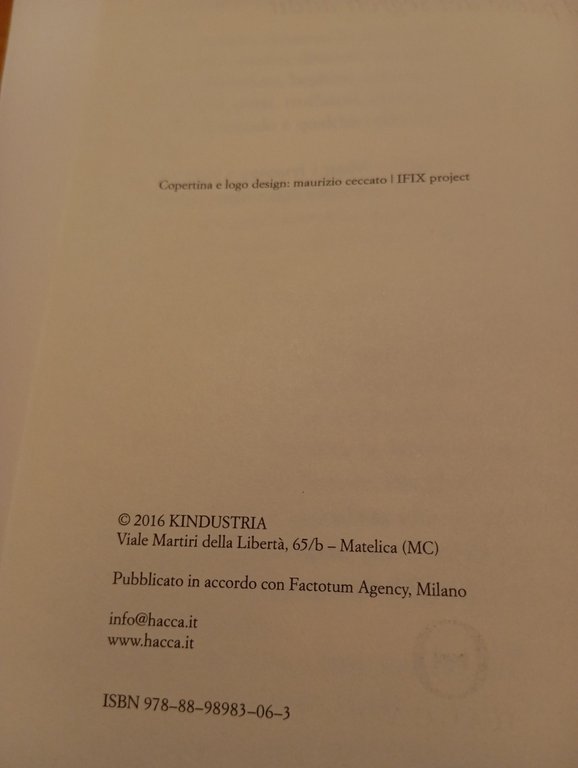 Copertina e logo design: maurizio ceccato | IFIX project
© 2016 KINDUSTRIA
Viale Martiri della Libertà, 65/b – Matelica (MC)
Pubblicato in accordo con Factotum Agency, Milano
info@hacca.it
www.hacca.it
ISBN 978–88–98983–06–3